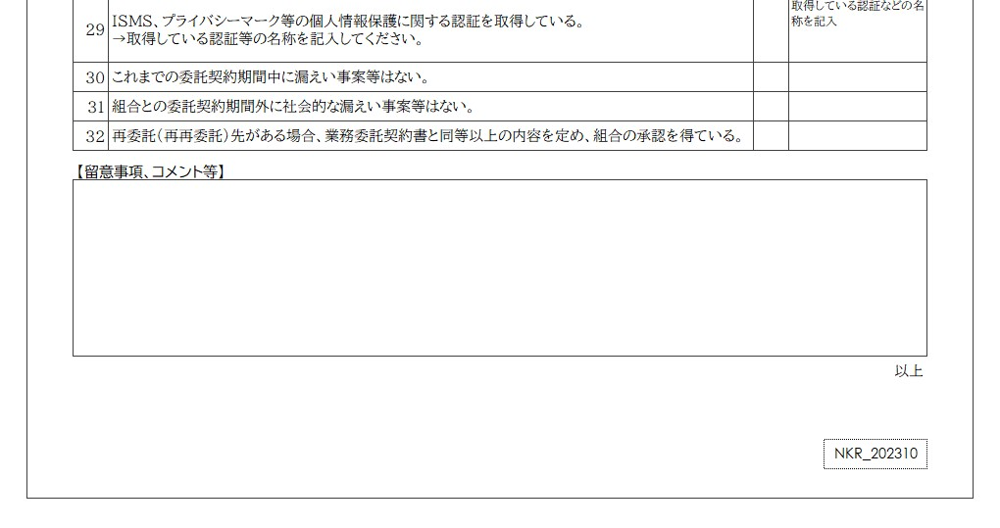 取得している認証などの名
称を記入
29 ISMS、プライバシーマーク等の個人情報保護に関する認証を取得している。
→取得している認証等の名称を記入してください。
30 これまでの委託契約期間中に漏えい事案等はない。
31 組合との委託契約期間外に社会的な漏えい事案等はない。
32 再委託（再再委託）先がある場合、業務委託契約書と同等以上の内容を定め、組合の承認を得ている。
【留意事項、コメント等】
以上
NKR_202310